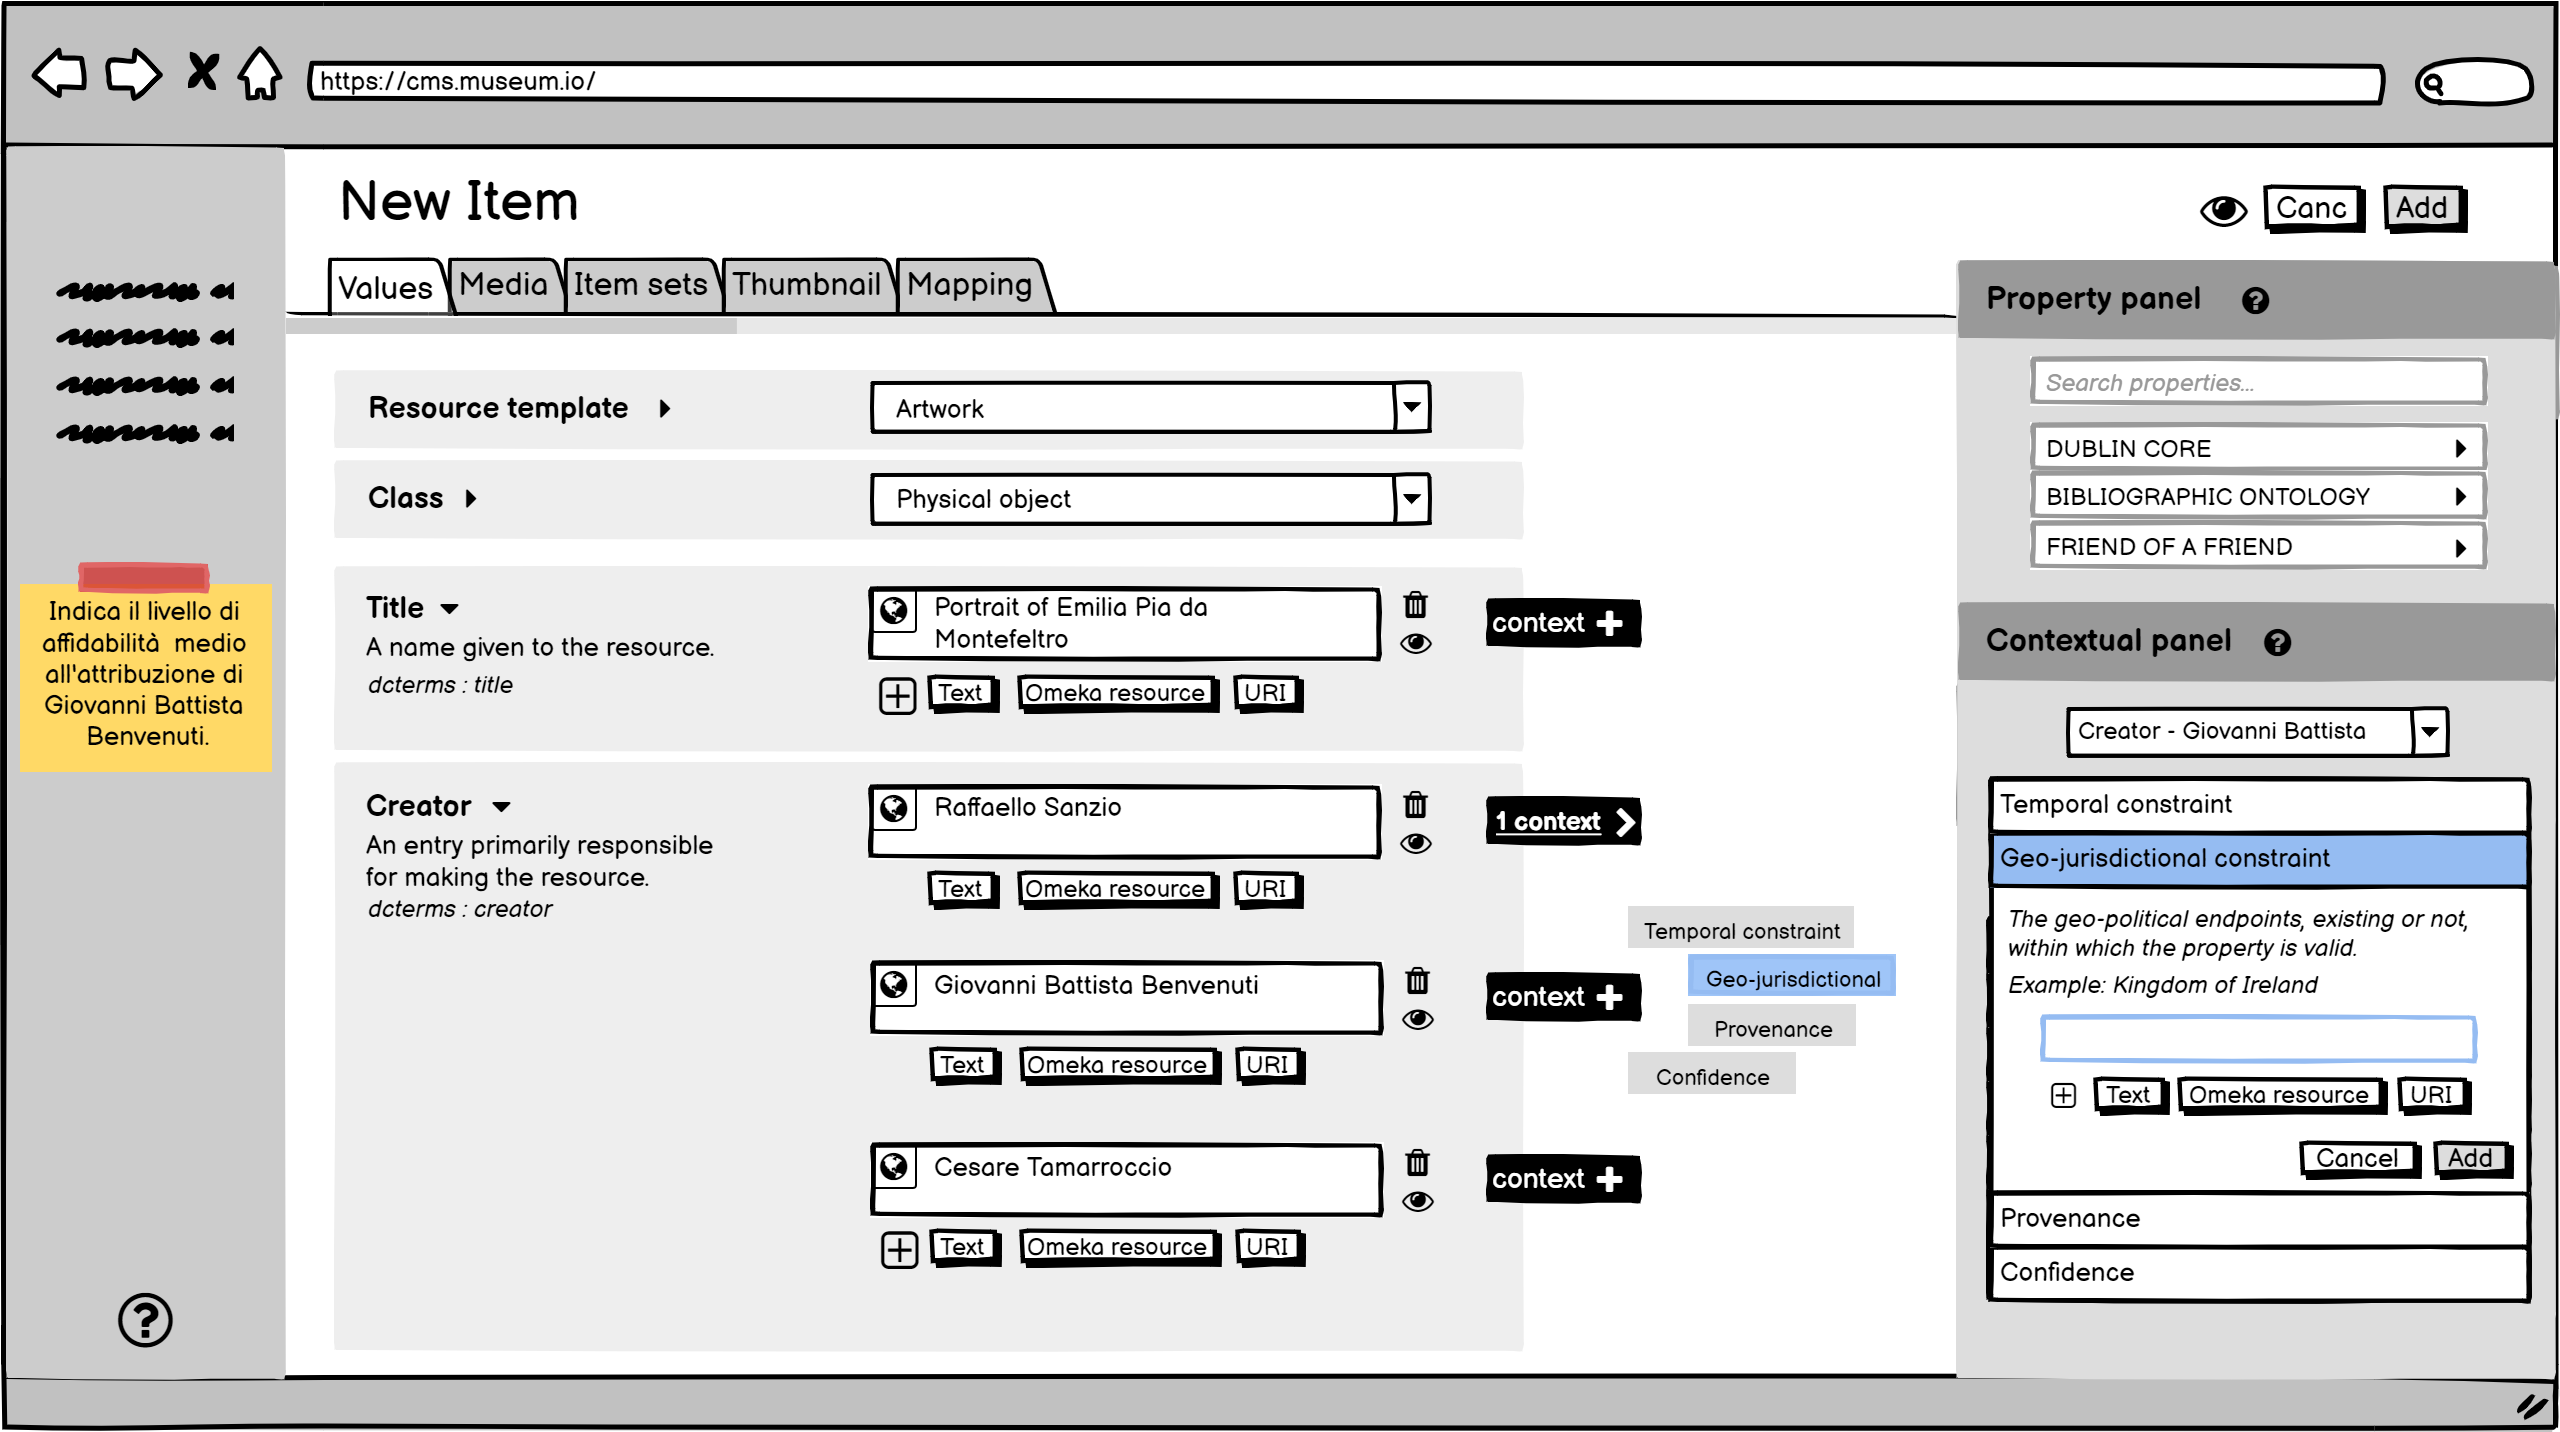 https://cms.museum.io/
New Item
Canc
Add
Values
Media
Item sets
Thumbnail
Mapping
Indica il livello di
affidabilità medio
all'attribuzione di
Giovanni Battista
Benvenuti.
Resource template
Artwork
Class
Physical object
Title
A name given to the resource.
dcterms : title
Portrait of Emilia Pia da
Montefeltro
context
Text
Omeka resource
URI
Creator
An entry primarily responsible
for making the resource.
dcterms : creator
Raffaello Sanzio
1 context
Text
Omeka resource
URI
Giovanni Battista Benvenuti
context
Text
Omeka resource
URI
Temporal constraint
Geo-jurisdictional
Provenance
Confidence
Cesare Tamarroccio
context
Text
Omeka resource
URI
Property panel
?
Search properties...
DUBLIN CORE
BIBLIOGRAPHIC ONTOLOGY
FRIEND OF A FRIEND
Contextual panel
?
Creator - Giovanni Battista
Temporal constraint
Geo-jurisdictional constraint
The geo-political endpoints, existing or not,
within which the property is valid.
Example: Kingdom of Ireland
Text
Omeka resource
URI
Cancel
Add
Provenance
Confidence
?